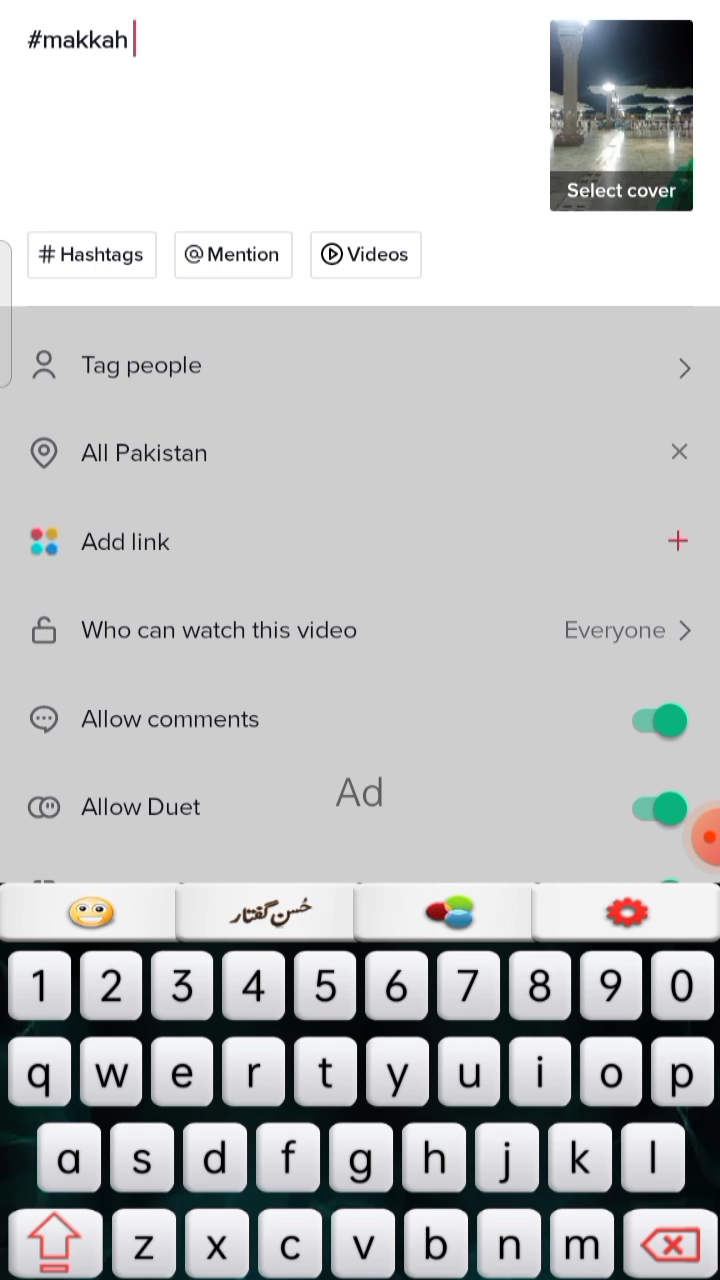 #makkah
Select cover
# Hashtags @ Mention Videos
Tag people
All Pakistan
Add link
Who can watch this video Everyone
Allow comments
Allow Duet
Ad
حُسنِ گفتار
1 2 3 4 5 6 7 8 9 0
q w e r t y u i o p
a s d f g h j k l
z x c v b n m